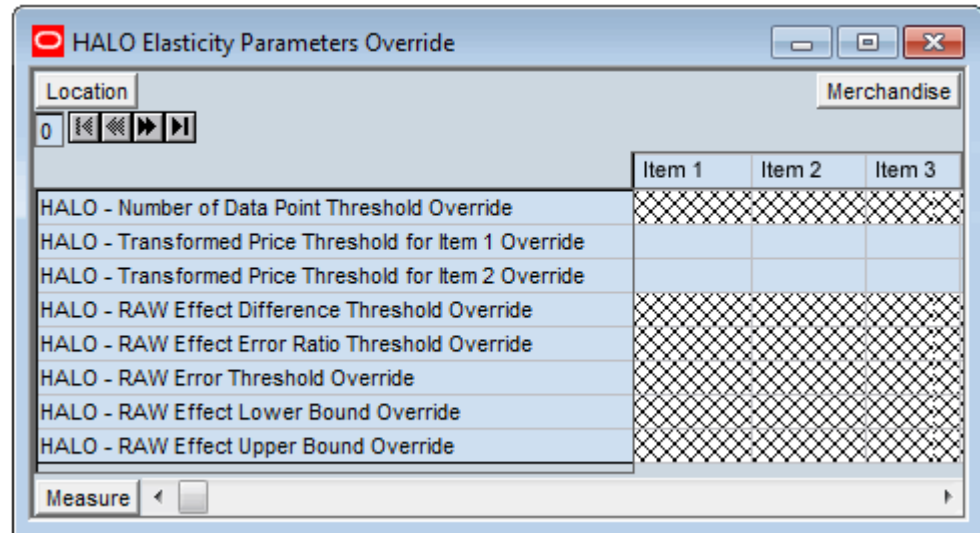 HALO Elasticity Parameters Override
Location
Merchandise
0
Item 1 Item 2 Item 3
HALO - Number of Data Point Threshold Override
HALO - Transformed Price Threshold for Item 1 Override
HALO - Transformed Price Threshold for Item 2 Override
HALO - RAW Effect Difference Threshold Override
HALO - RAW Effect Error Ratio Threshold Override
HALO - RAW Error Threshold Override
HALO - RAW Effect Lower Bound Override
HALO - RAW Effect Upper Bound Override
Measure